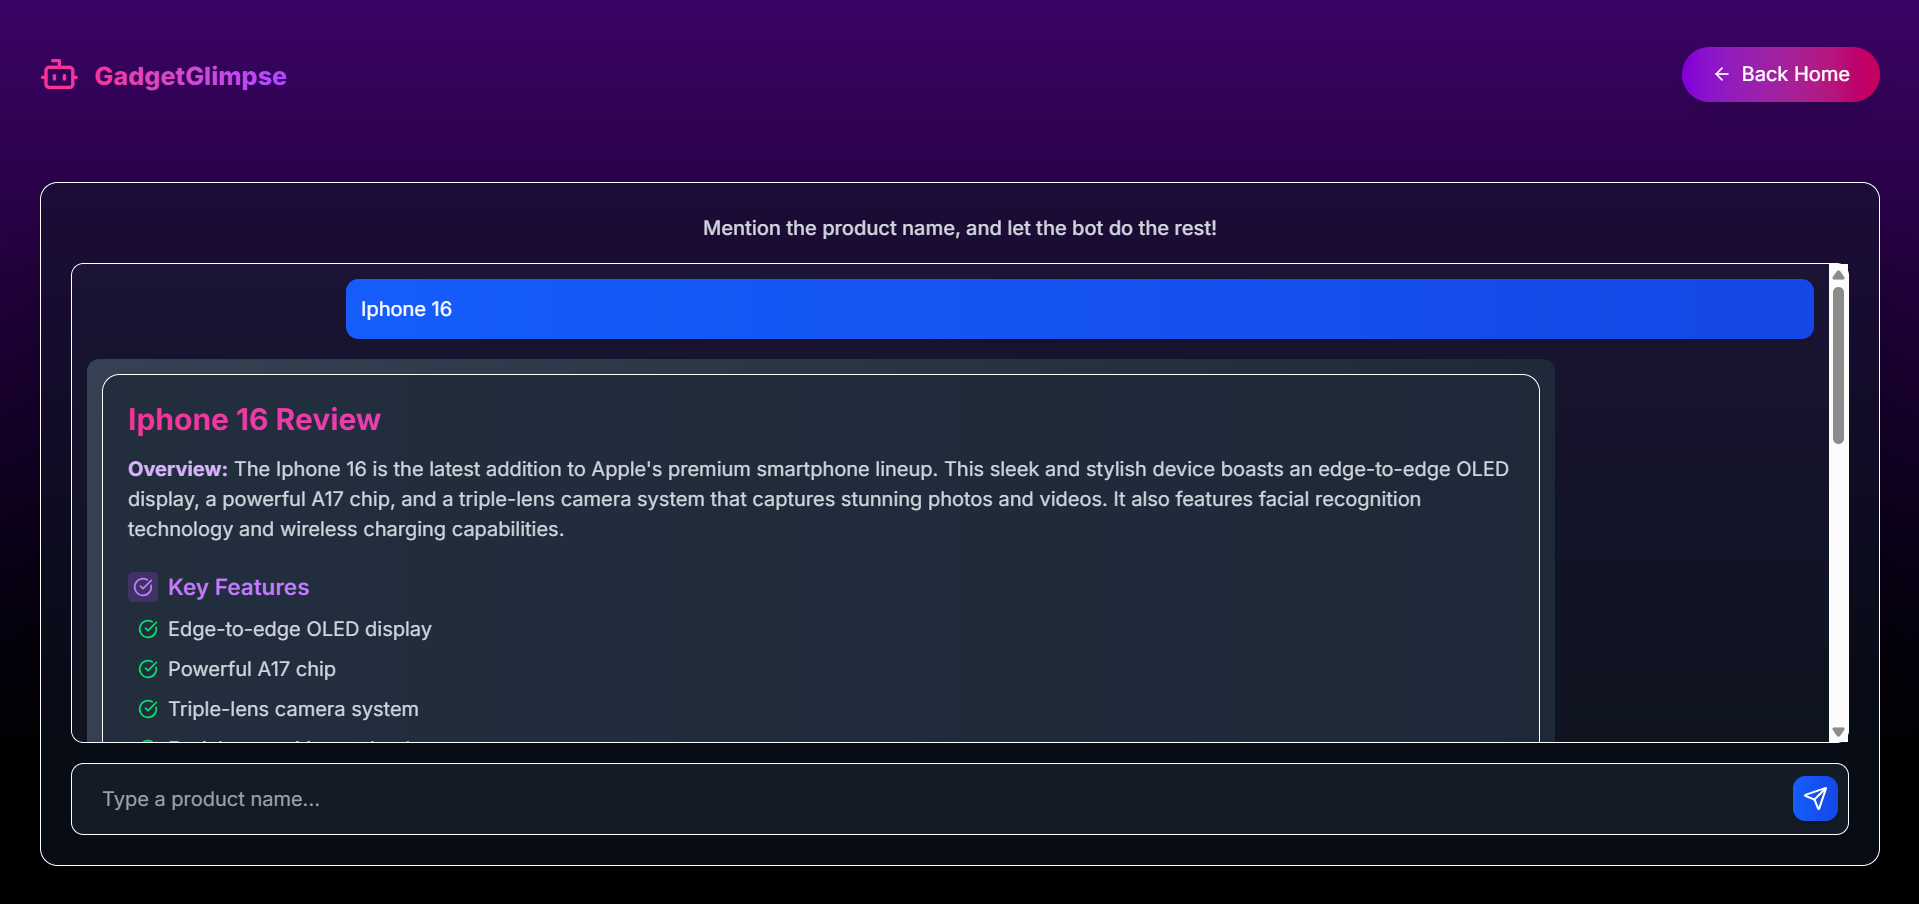 GadgetGlimpse
Back Home
Mention the product name, and let the bot do the rest!
Iphone 16
Iphone 16 Review
Overview: The Iphone 16 is the latest addition to Apple's premium smartphone lineup. This sleek and stylish device boasts an edge-to-edge OLED
display, a powerful A17 chip, and a triple-lens camera system that captures stunning photos and videos. It also features facial recognition
technology and wireless charging capabilities.
Key Features
Edge-to-edge OLED display
Powerful A17 chip
Triple-lens camera system
Type a product name...